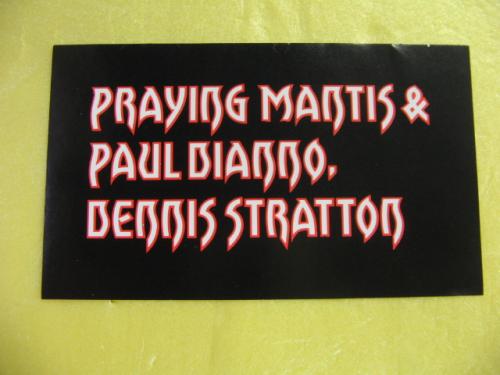 PRAYING MANTIS &
PAUL DIANNO.
DENNIS STRATTON